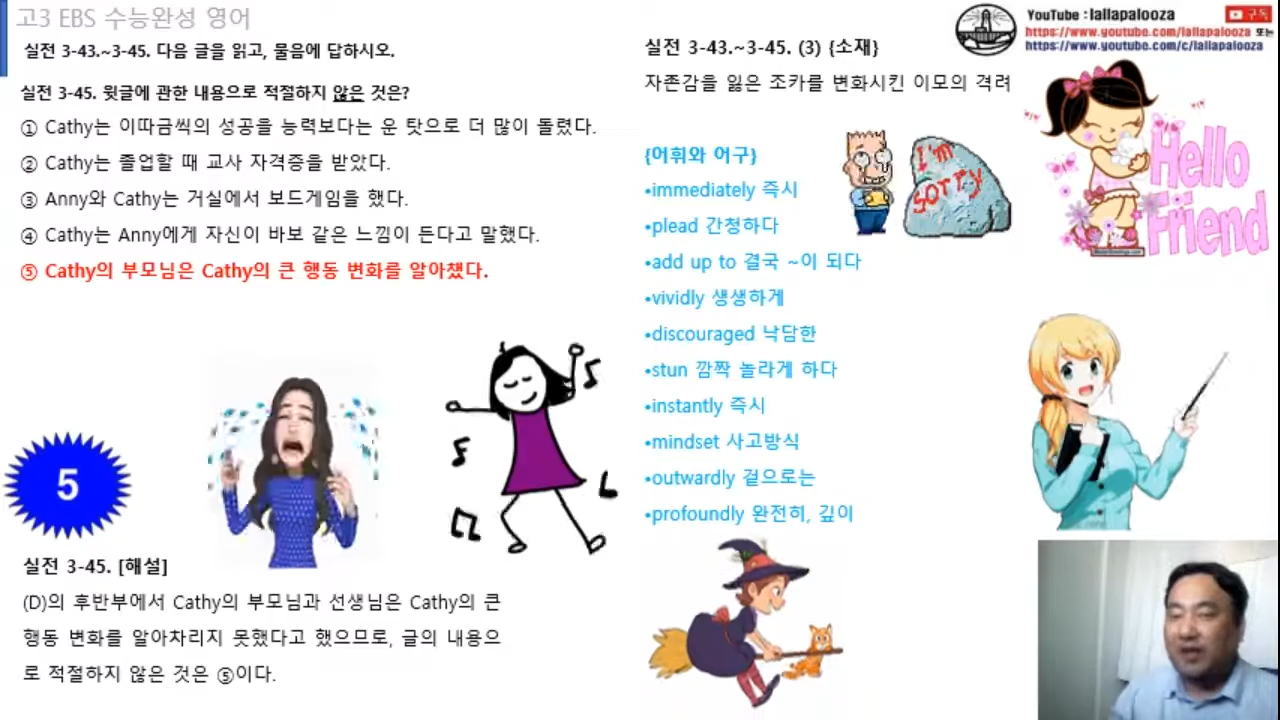 고3 EBS 수능완성 영어
실전 3-43.~3-45. 다음 글을 읽고, 물음에 답하시오.
실전 3-45. 윗글에 관한 내용으로 적절하지 않은 것은?
① Cathy는 이따금씩의 성공을 능력보다는 운 탓으로 더 많이 돌렸다.
② Cathy는 졸업할 때 교사 자격증을 받았다.
③ Anny와 Cathy는 거실에서 보드게임을 했다.
④ Cathy는 Anny에게 자신이 바보 같은 느낌이 든다고 말했다.
⑤ Cathy의 부모님은 Cathy의 큰 행동 변화를 알아챘다.
5
실전 3-45. [해설]
(D)의 후반부에서 Cathy의 부모님과 선생님은 Cathy의 큰
행동 변화를 알아차리지 못했다고 했으므로, 글의 내용으
로 적절하지 않은 것은 ⑤이다.
실전 3-43.~3-45. (3) {소재}
자존감을 잃은 조카를 변화시킨 이모의 격려
{어휘와 어구}
•immediately 즉시
•plead 간청하다
•add up to 결국 ~이 되다
•vividly 생생하게
•discouraged 낙담한
•stun 깜짝 놀라게 하다
•instantly 즉시
•mindset 사고방식
•outwardly 겉으로는
•profoundly 완전히, 깊이
I'm
sorry
YouTube : lallapalooza
구독
https://www.youtube.com/lallapalooza 또는
https://www.youtube.com/c/lallapalooza
Hello
Friend